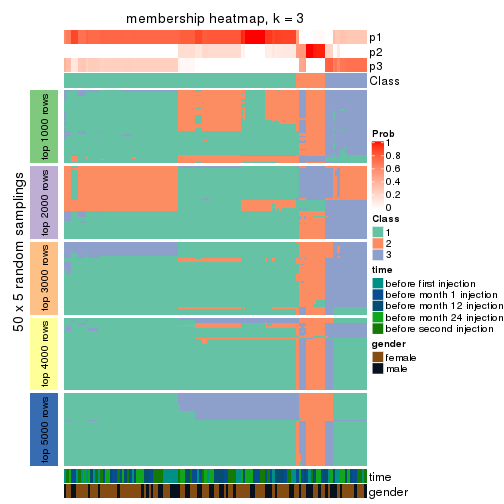 membership heatmap, k = 3
p1
p2
p3
Class
50 x 5 random samplings
top 1000 rows
top 2000 rows
top 3000 rows
top 4000 rows
top 5000 rows
time
gender
Prob
1
0.8
0.6
0.4
0.2
0
Class
1
2
3
time
before first injection
before month 1 injection
before month 12 injection
before month 24 injection
before second injection
gender
female
male